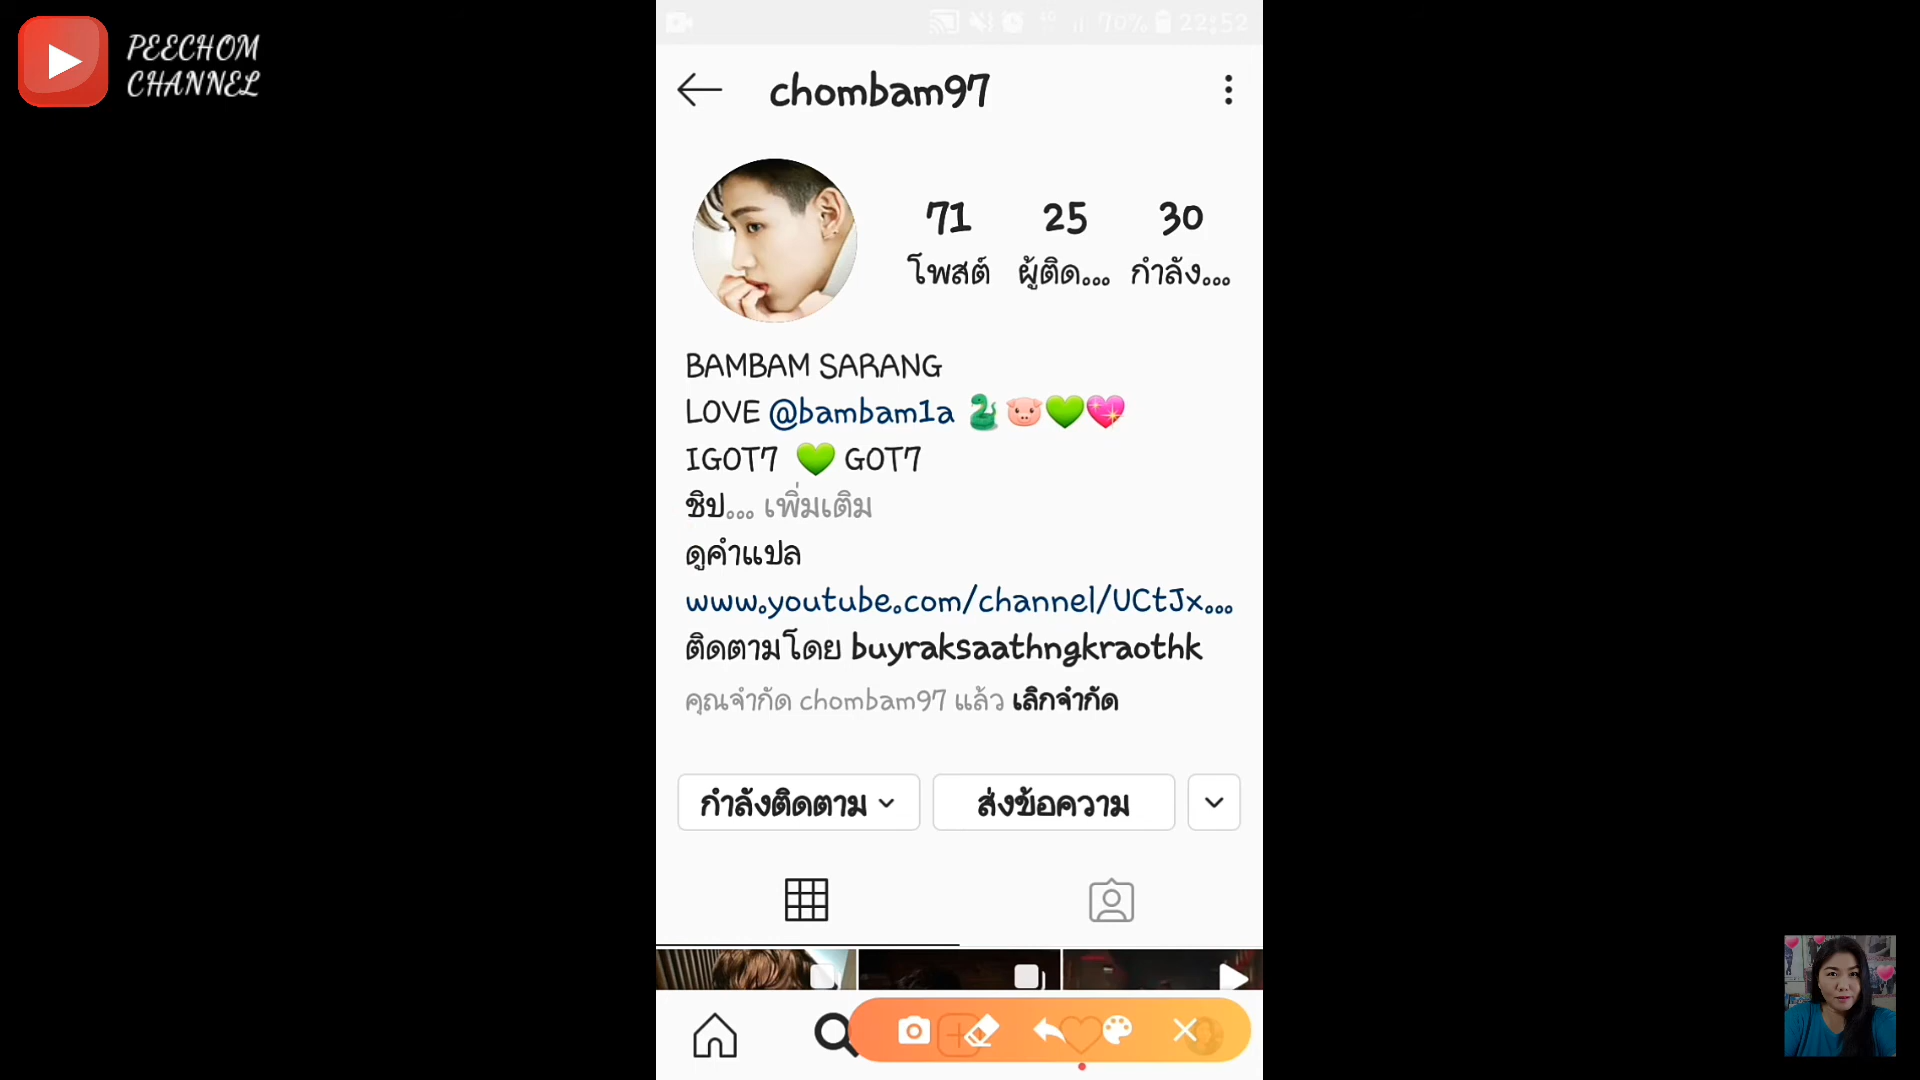 PEECHOM
CHANNEL
4G 70% 22:52
chombam97
71 25 30
โพสต์ ผู้ติด... กำลัง...
BAMBAM SARANG
LOVE @bambam1a 🐍🐷💚💖
IGOT7 💚 GOT7
ชิป... เพิ่มเติม
ดูคำแปล
www.youtube.com/channel/UCtJx...
ติดตามโดย buyraksaathngkraothk
คุณจำกัด chombam97 แล้ว เลิกจำกัด
กำลังติดตาม ส่งข้อความ